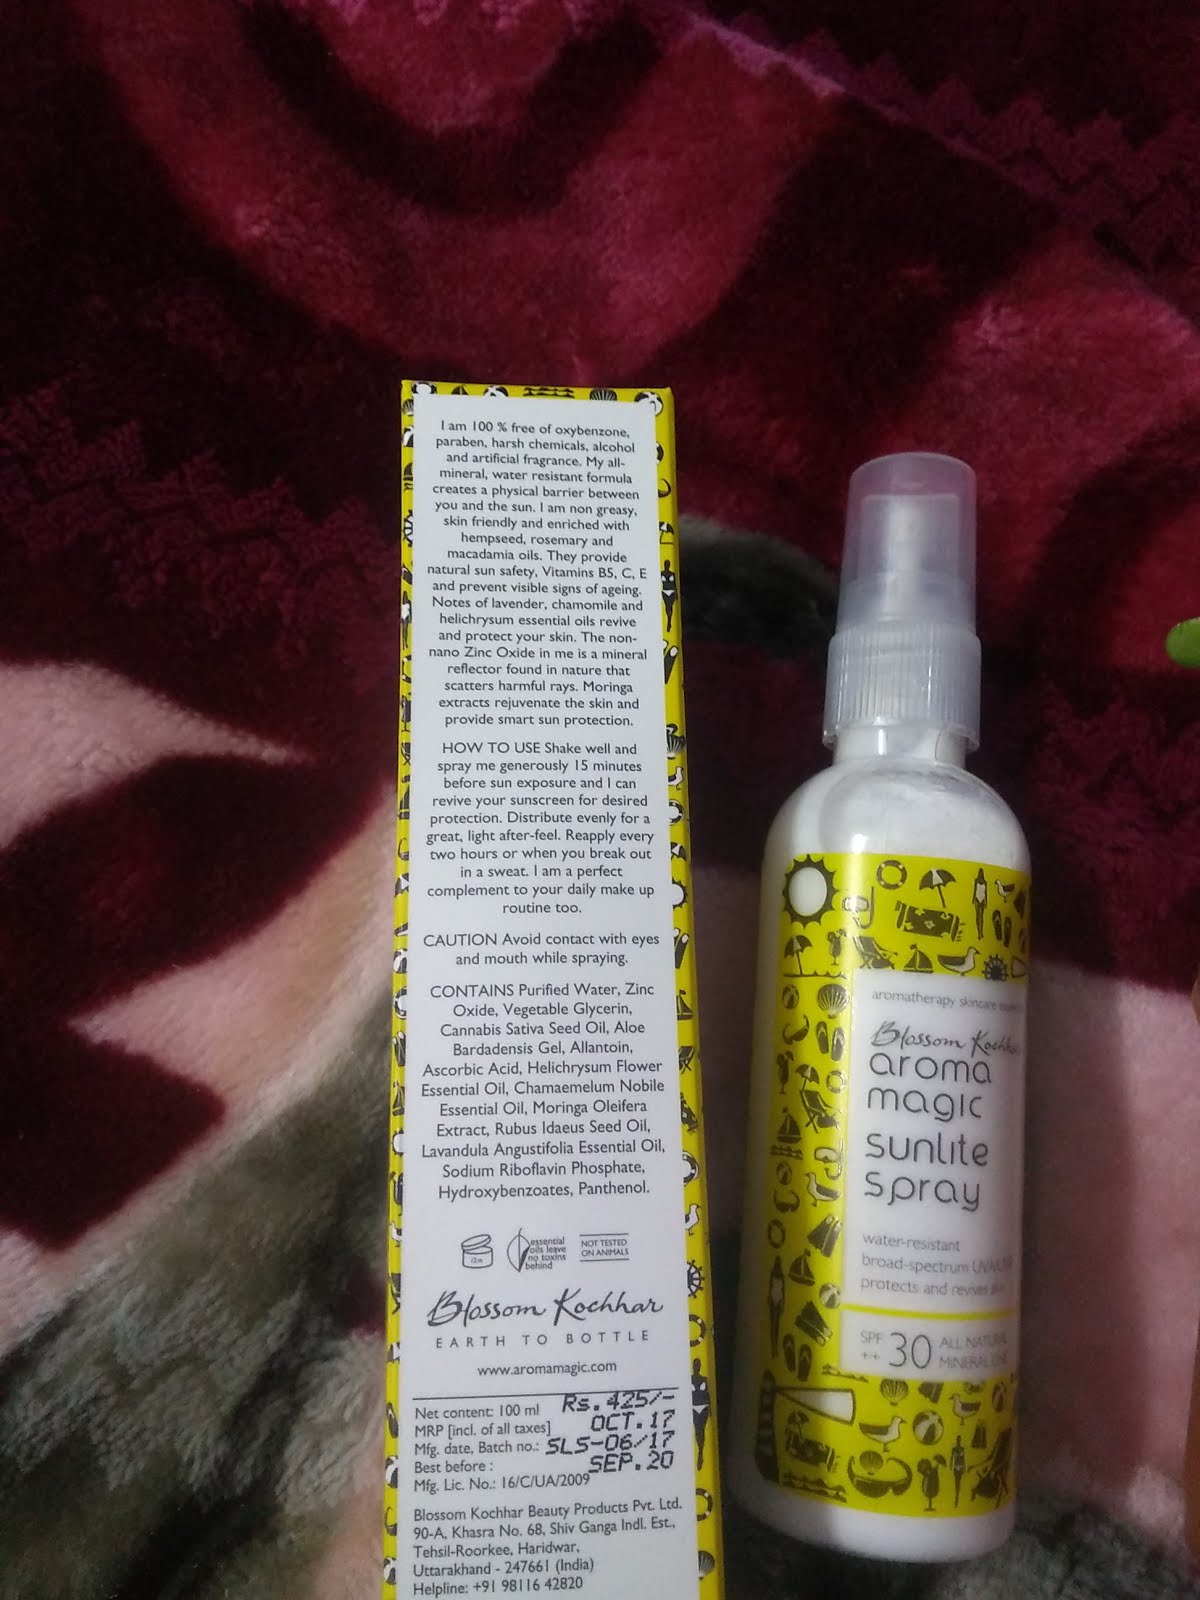 I am 100 % free of oxybenzone,
paraben, harsh chemicals, alcohol
and artificial fragrance. My all-
mineral, water resistant formula
creates a physical barrier between
you and the sun. I am non greasy,
skin friendly and enriched with
hempseed, rosemary and
macadamia oils. They provide
natural sun safety, Vitamins B5, C, E
and prevent visible signs of ageing.
Notes of lavender, chamomile and
helichrysum essential oils revive
and protect your skin. The non-
nano Zinc Oxide in me is a mineral
reflector found in nature that
scatters harmful rays. Moringa
extracts rejuvenate the skin and
provide smart sun protection.
HOW TO USE Shake well and
spray me generously 15 minutes
before sun exposure and I can
revive your sunscreen for desired
protection. Distribute evenly for a
great, light after-feel. Reapply every
two hours or when you break out
in a sweat. I am a perfect
complement to your daily make up
routine too.
CAUTION Avoid contact with eyes
and mouth while spraying.
CONTAINS Purified Water, Zinc
Oxide, Vegetable Glycerin,
Cannabis Sativa Seed Oil, Aloe
Bardadensis Gel, Allantoin,
Ascorbic Acid, Helichrysum Flower
Essential Oil, Chamaemelum Nobile
Essential Oil, Moringa Oleifera
Extract, Rubus Idaeus Seed Oil,
Lavandula Angustifolia Essential Oil,
Sodium Riboflavin Phosphate,
Hydroxybenzoates, Panthenol.
12m
essential
oils leave
no toxins
behind
NOT TESTED
ON ANIMALS
Blossom Kochhar
EARTH TO BOTTLE
www.aromamagic.com
Net content: 100 ml
MRP [incl. of all taxes] Rs.425/-
Mfg. date, Batch no.: OCT.17 SLS-06/17
Best before : SEP.20
Mfg. Lic. No.: 16/C/UA/2009
Blossom Kochhar Beauty Products Pvt. Ltd.
90-A, Khasra No. 68, Shiv Ganga Indl. Est.,
Tehsil-Roorkee, Haridwar,
Uttarakhand - 247661 (India)
Helpline: +91 98116 42820
aromatherapy skincare
Blossom Kochhar
aroma
magic
sunlite
spray
water-resistant
broad-spectrum
protects and revives
SPF 30 ++
ALL NATURAL
MINERAL